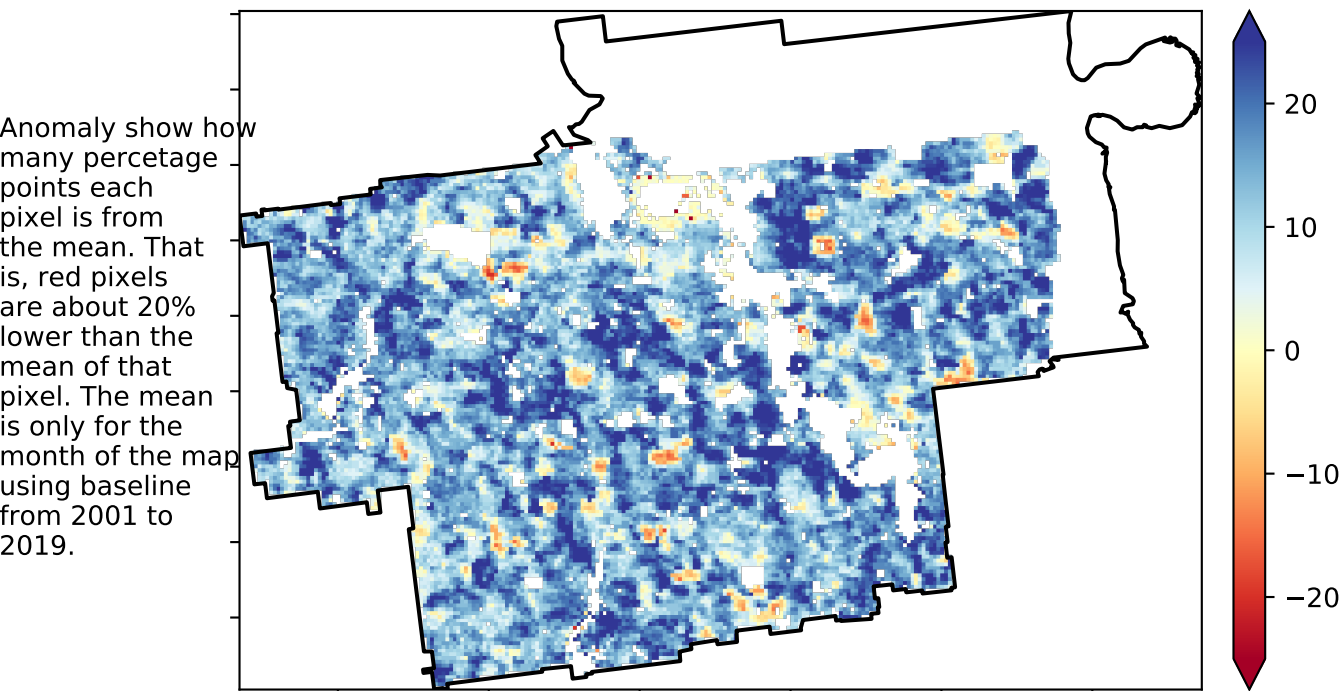 Anomaly show how
many percetage
points each
pixel is from
the mean. That
is, red pixels
are about 20%
lower than the
mean of that
pixel. The mean
is only for the
month of the map
using baseline
from 2001 to
2019.
20
10
0
−10
−20